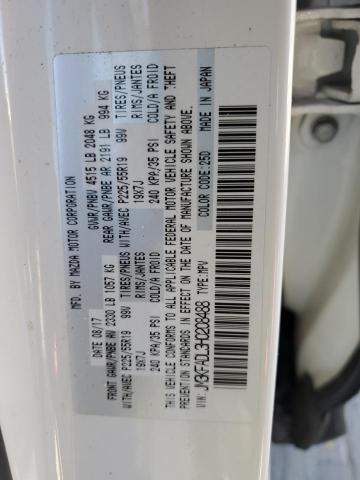 MFD. BY MAZDA MOTOR CORPORATION
DATE 08/17 GVWR/PNBV 4515 LB 2048 KG
FRONT GAWR/PNBE AV 2330 LB 1057 KG REAR GAWR/PNBE AR 2191 LB 994 KG
WITH/AVEC P225/55R19 99V TIRES/PNEUS WITH/AVEC P225/55R19 99V TIRES/PNEUS
19X7J RIMS/JANTES 19X7J RIMS/JANTES
240 KPA/35 PSI COLD/A FROID 240 KPA/35 PSI COLD/A FROID
THIS VEHICLE CONFORMS TO ALL APPLICABLE FEDERAL MOTOR VEHICLE SAFETY AND THEFT
PREVENTION STANDARDS IN EFFECT ON THE DATE OF MANUFACTURE SHOWN ABOVE.
COLOR: 25D MADE IN JAPAN
TYPE: MPV